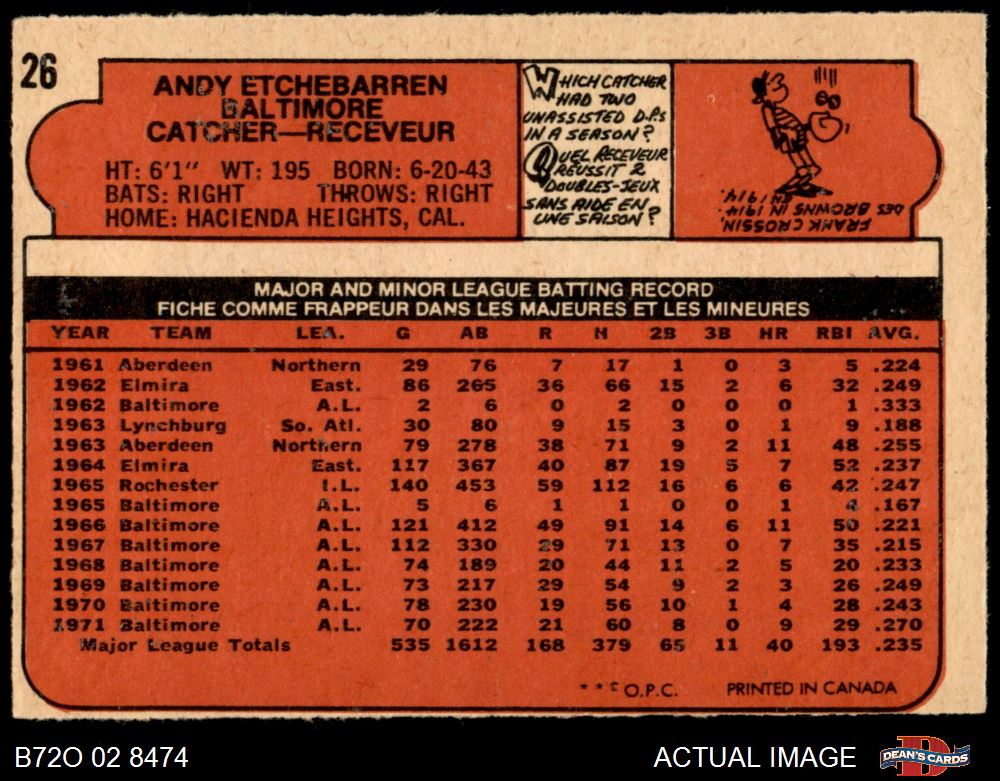 26
ANDY ETCHEBARREN
BALTIMORE
CATCHER—RECEVEUR
HT: 6'1" WT: 195 BORN: 6-20-43
BATS: RIGHT THROWS: RIGHT
HOME: HACIENDA HEIGHTS, CAL.
WHICH CATCHER
HAD TWO
UNASSISTED D.P.s
IN A SEASON?
QUEL RECEVEUR
RÉUSSIT 2
DOUBLES-JEUX
SANS AIDE EN
UNE SAISON?
FRANK CROSSIN,
DES BROWNS IN 1914.
EN 1914.
MAJOR AND MINOR LEAGUE BATTING RECORD
FICHE COMME FRAPPEUR DANS LES MAJEURES ET LES MINEURES
YEAR TEAM LEA. G AB R H 2B 3B HR RBI AVG.
1961 Aberdeen Northern 29 76 7 17 1 0 3 5 .224
1962 Elmira East. 86 265 36 66 15 2 6 32 .249
1962 Baltimore A.L. 2 6 0 2 0 0 0 1 .333
1963 Lynchburg So. Atl. 30 80 9 15 3 0 1 9 .188
1963 Aberdeen Northern 79 278 38 71 9 2 11 48 .255
1964 Elmira East. 117 367 40 87 19 5 7 52 .237
1965 Rochester I.L. 140 453 59 112 16 6 6 42 .247
1965 Baltimore A.L. 5 6 1 1 0 0 1 4 .167
1966 Baltimore A.L. 121 412 49 91 14 6 11 50 .221
1967 Baltimore A.L. 112 330 29 71 13 0 7 35 .215
1968 Baltimore A.L. 74 189 20 44 11 2 5 20 .233
1969 Baltimore A.L. 73 217 29 54 9 2 3 26 .249
1970 Baltimore A.L. 78 230 19 56 10 1 4 28 .243
1971 Baltimore A.L. 70 222 21 60 8 0 9 29 .270
Major League Totals 535 1612 168 379 65 11 40 193 .235
* * © O.P.C. PRINTED IN CANADA
B72O 02 8474 ACTUAL IMAGE DEAN'S CARDS